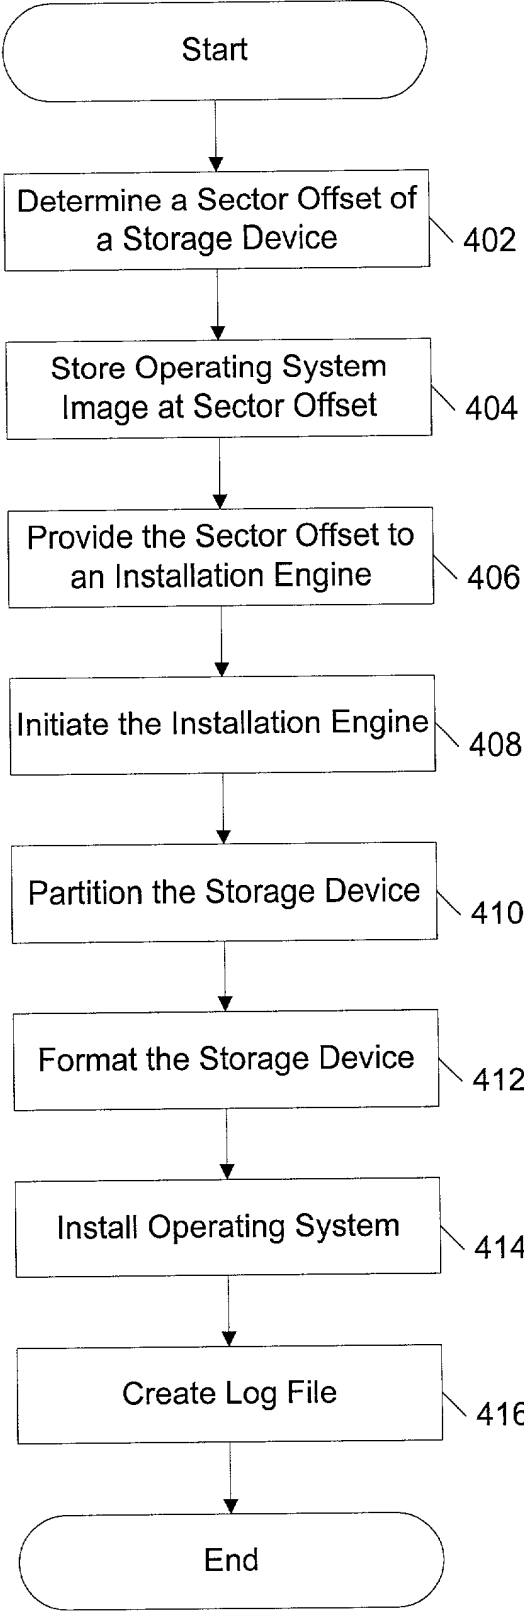 Start
Determine a Sector Offset of
a Storage Device
402
Store Operating System
Image at Sector Offset
404
Provide the Sector Offset to
an Installation Engine
406
Initiate the Installation Engine
408
Partition the Storage Device
410
Format the Storage Device
412
Install Operating System
414
Create Log File
416
End